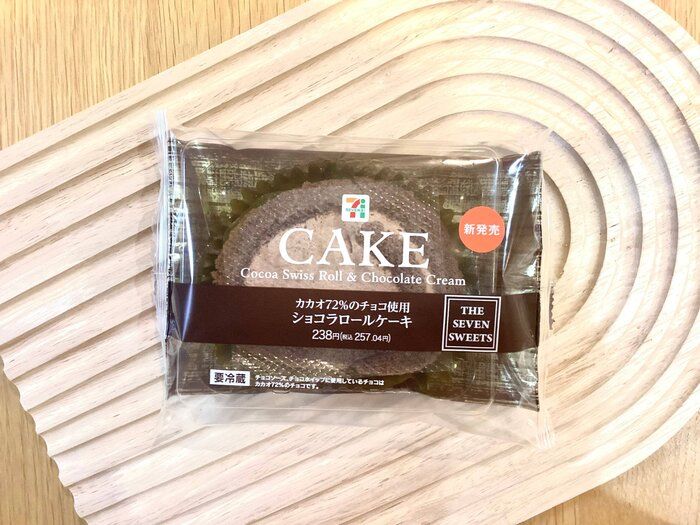 新発売
CAKE
Cocoa Swiss Roll & Chocolate Cream
カカオ72%のチョコ使用
ショコラロールケーキ
238円(税込 257.04円)
THE
SEVEN
SWEETS
要冷蔵
チョコソース、チョコホイップに使用しているチョコは
カカオ72%のチョコです。